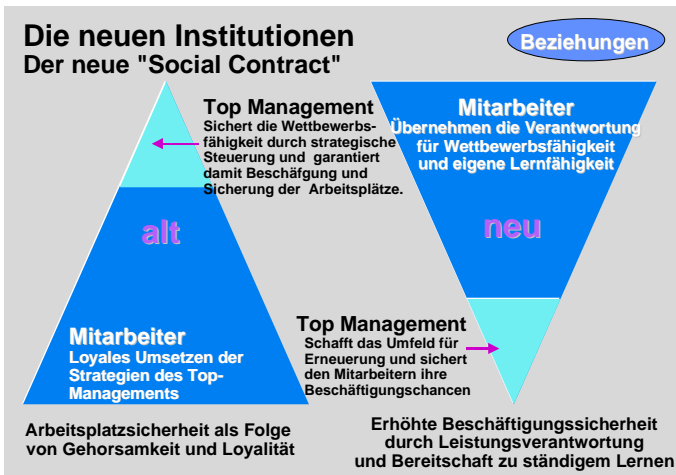 Die neuen Institutionen
Der neue "Social Contract"
Beziehungen
Top Management
Sichert die Wettbewerbs-
fähigkeit durch strategische
Steuerung und garantiert
damit Beschäfgung und
Sicherung der Arbeitsplätze.
alt
Mitarbeiter
Loyales Umsetzen der
Strategien des Top-
Managements
Arbeitsplatzsicherheit als Folge
von Gehorsamkeit und Loyalität
Mitarbeiter
Übernehmen die Verantwortung
für Wettbewerbsfähigkeit
und eigene Lernfähigkeit
neu
Top Management
Schafft das Umfeld für
Erneuerung und sichert
den Mitarbeitern ihre
Beschäftigungschancen
Erhöhte Beschäftigungssicherheit
durch Leistungsverantwortung
und Bereitschaft zu ständigem Lernen